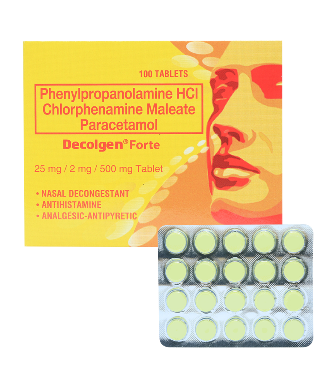 100 TABLETS
Phenylpropanolamine HCl
Chlorphenamine Maleate
Paracetamol
Decolgen® Forte
25 mg / 2 mg / 500 mg Tablet
• NASAL DECONGESTANT
• ANTIHISTAMINE
• ANALGESIC-ANTIPYRETIC